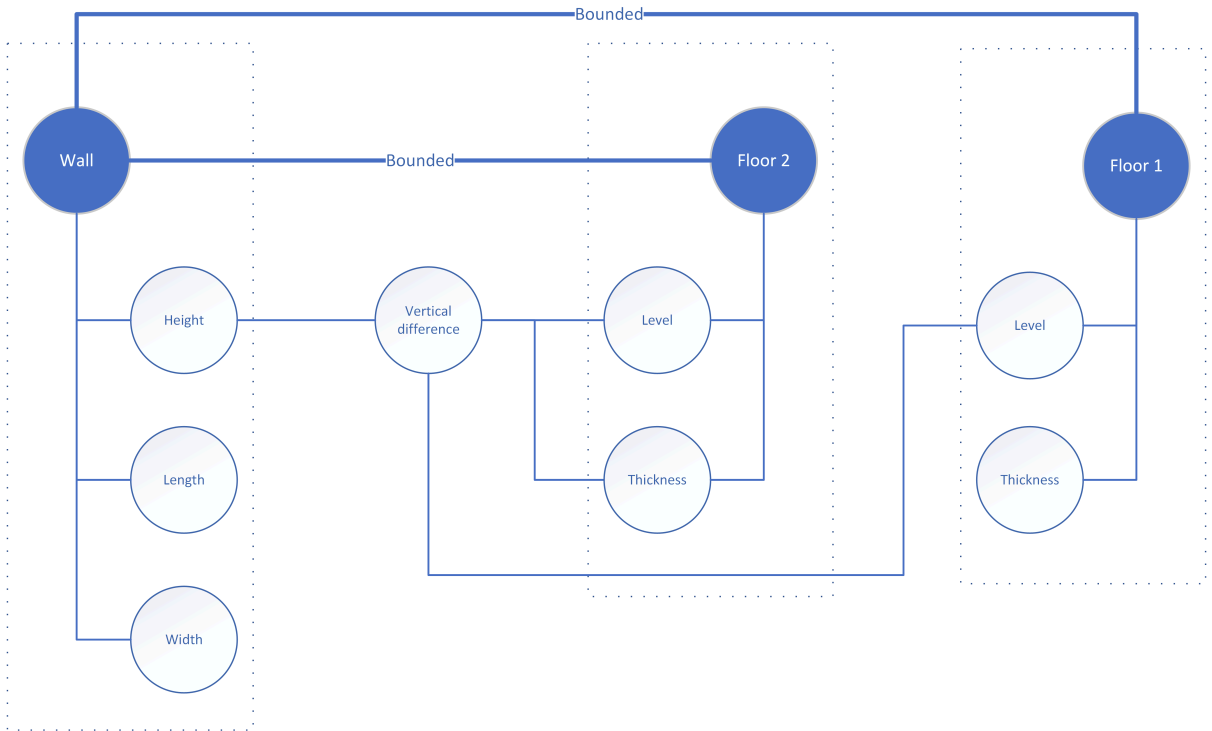 Bounded
Wall
Bounded
Floor 2
Floor 1
Height
Vertical
difference
Level
Level
Length
Thickness
Thickness
Width